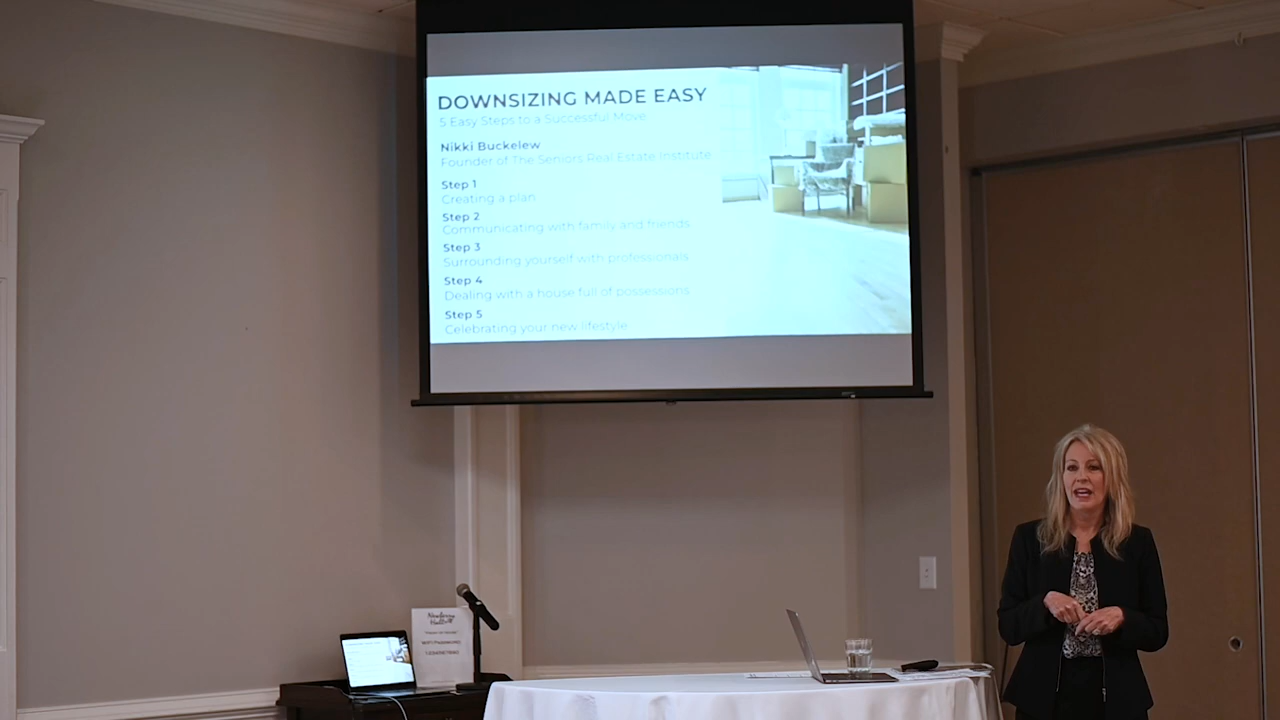 DOWNSIZING MADE EASY
5 Easy Steps to a Successful Move
Nikki Buckelew
Founder of The Seniors Real Estate Institute
Step 1
Creating a plan
Step 2
Communicating with family and friends
Step 3
Surrounding yourself with professionals
Step 4
Dealing with a house full of possessions
Step 5
Celebrating your new lifestyle